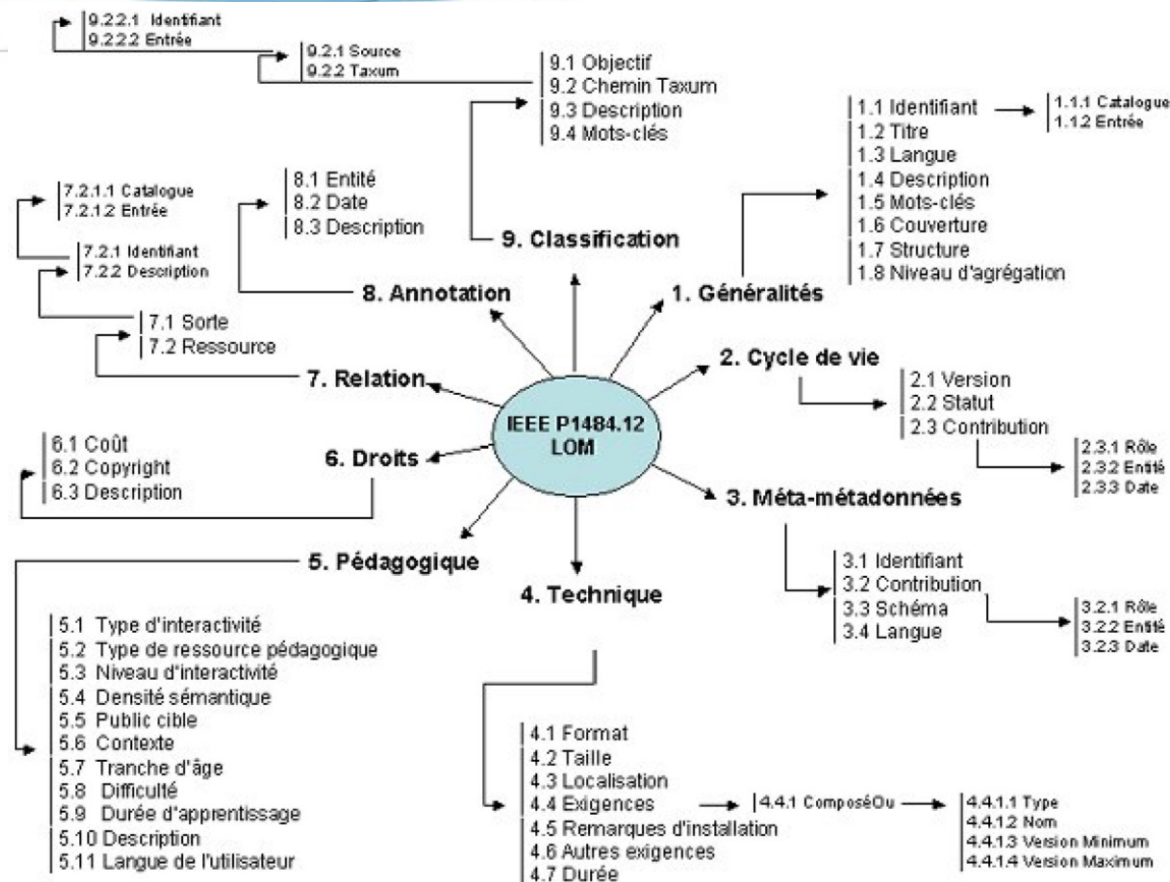 9.2.2.1 Identifiant
9.2.2.2 Entrée
9.2.1 Source
9.2.2 Taxum
9.1 Objectif
9.2 Chemin Taxum
9.3 Description
9.4 Mots-clés
9. Classification
1.1 Identifiant
1.2 Titre
1.3 Langue
1.4 Description
1.5 Mots-clés
1.6 Couverture
1.7 Structure
1.8 Niveau d'agrégation
1.1.1 Catalogue
1.1.2 Entrée
1. Généralités
8.1 Entité
8.2 Date
8.3 Description
8. Annotation
7.2.1.1 Catalogue
7.2.1.2 Entrée
7.2.1 Identifiant
7.2.2 Description
7.1 Sorte
7.2 Ressource
7. Relation
2. Cycle de vie
2.1 Version
2.2 Statut
2.3 Contribution
2.3.1 Rôle
2.3.2 Entité
2.3.3 Date
IEEE P1484.12
LOM
6.1 Coût
6.2 Copyright
6.3 Description
6. Droits
3. Méta-métadonnées
3.1 Identifiant
3.2 Contribution
3.3 Schéma
3.4 Langue
3.2.1 Rôle
3.2.2 Entité
3.2.3 Date
5. Pédagogique
5.1 Type d'interactivité
5.2 Type de ressource pédagogique
5.3 Niveau d'interactivité
5.4 Densité sémantique
5.5 Public cible
5.6 Contexte
5.7 Tranche d'âge
5.8 Difficulté
5.9 Durée d'apprentissage
5.10 Description
5.11 Langue de l'utilisateur
4. Technique
4.1 Format
4.2 Taille
4.3 Localisation
4.4 Exigences
4.5 Remarques d'installation
4.6 Autres exigences
4.7 Durée
4.4.1 ComposéOu
4.4.1.1 Type
4.4.1.2 Nom
4.4.1.3 Version Minimum
4.4.1.4 Version Maximum